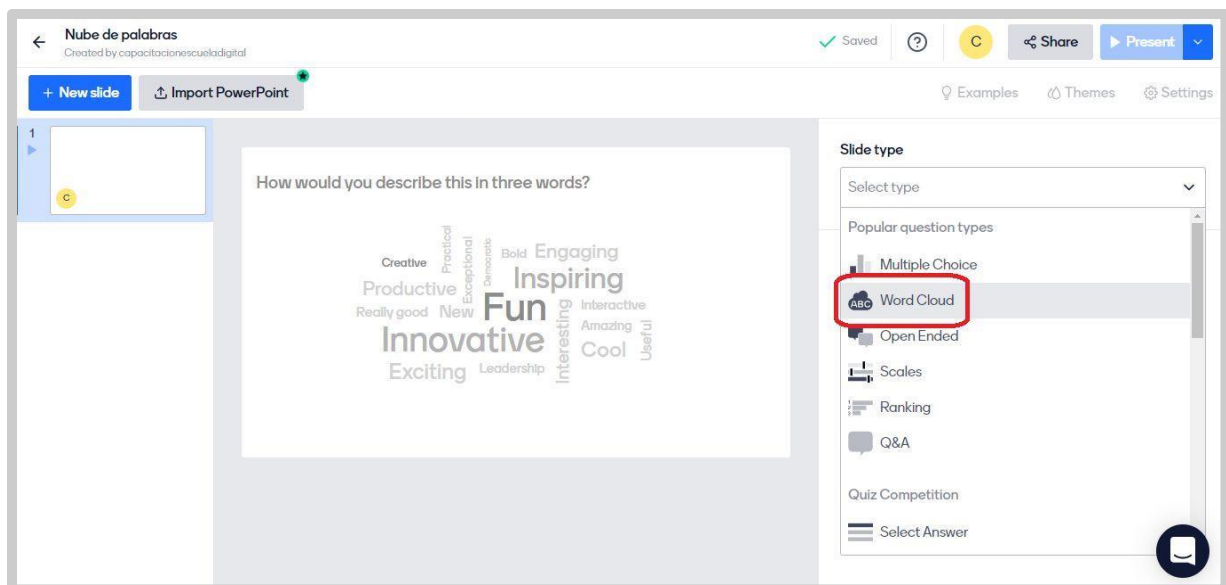 Nube de palabras
Created by capacitacionescueladigital
Saved
?
C
Share
Present
+ New slide
Import PowerPoint
Examples
Themes
Settings
1
C
How would you describe this in three words?
Creative
Practical
Exceptional
Democratic
Bold
Engaging
Productive
Inspiring
Really good
New
Fun
Interesting
Interactive
Innovative
Amazing
Cool
Useful
Exciting
Leadership
Slide type
Select type
Popular question types
Multiple Choice
ABC
Word Cloud
Open Ended
Scales
Ranking
Q&A
Quiz Competition
Select Answer